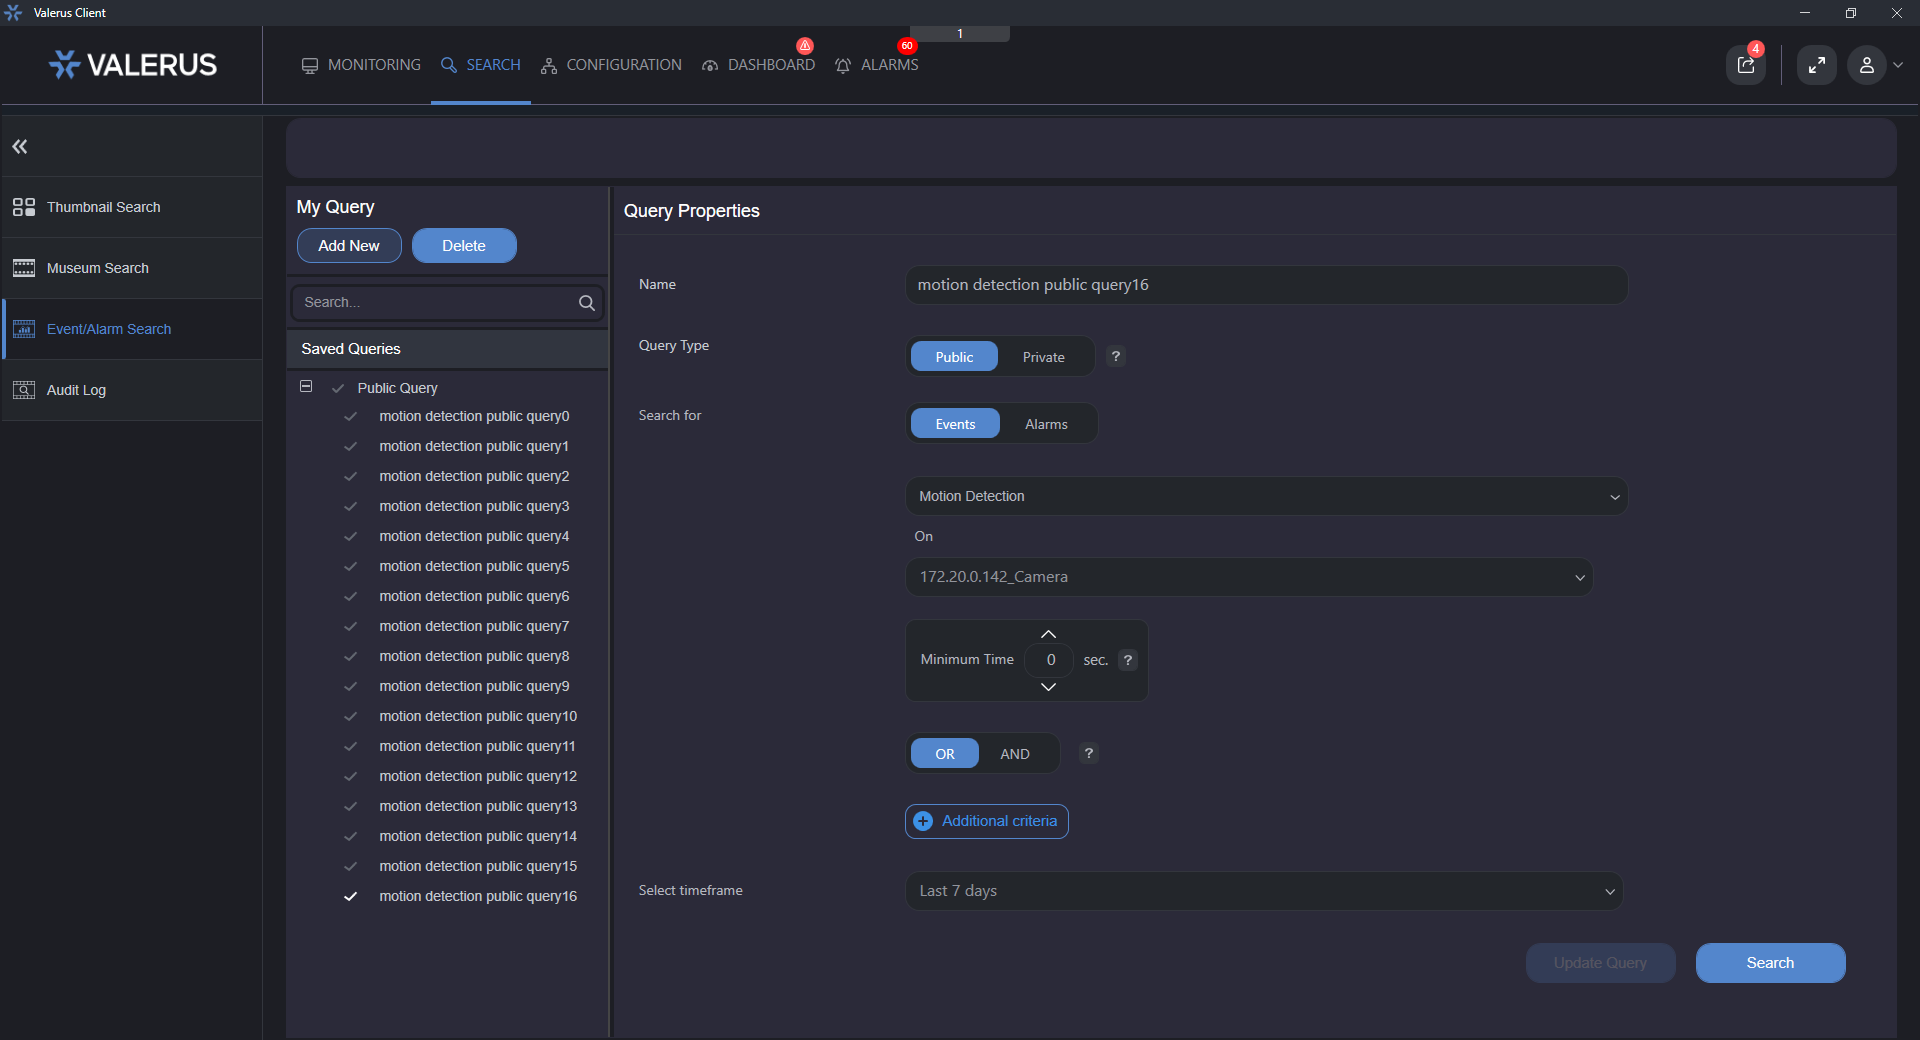 Valerus Client
1
VALERUS
MONITORING
SEARCH
CONFIGURATION
DASHBOARD
60
ALARMS
4
Thumbnail Search
Museum Search
Event/Alarm Search
Audit Log
My Query
Add New
Delete
Search...
Saved Queries
Public Query
motion detection public query0
motion detection public query1
motion detection public query2
motion detection public query3
motion detection public query4
motion detection public query5
motion detection public query6
motion detection public query7
motion detection public query8
motion detection public query9
motion detection public query10
motion detection public query11
motion detection public query12
motion detection public query13
motion detection public query14
motion detection public query15
motion detection public query16
Query Properties
Name
motion detection public query16
Query Type
Public
Private
?
Search for
Events
Alarms
Motion Detection
On
172.20.0.142_Camera
Minimum Time
0
sec.
?
OR
AND
?
Additional criteria
Select timeframe
Last 7 days
Update Query
Search